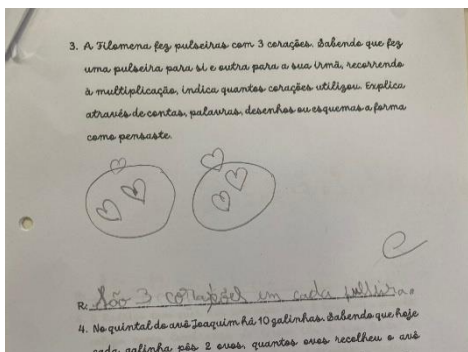 3. A Filomena fez pulseiras com 3 corações. Sabendo que fez
uma pulseira para si e outra para a sua irmã, recorrendo
à multiplicação, indica quantos corações utilizou. Explica
através de contas, palavras, desenhos ou esquemas a forma
como pensaste.
C
R: São 3 corações em cada pulsira.
4. No quintal do avô Joaquim há 10 galinhas. Sabendo que hoje
cada galinha pôs 2 ovos, quantos ovos recolheu o avô